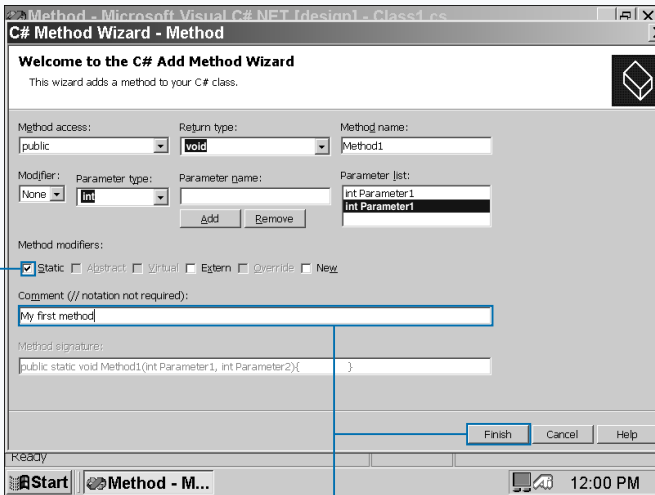 Method - Microsoft Visual C# .NET [design] - Class1.cs
C# Method Wizard - Method
Welcome to the C# Add Method Wizard
This wizard adds a method to your C# class.
Method access: Return type: Method name:
public void Method1
Modifier: Parameter type: Parameter name: Parameter list:
None int int Parameter1
int Parameter1
Add Remove
Method modifiers:
Static Abstract Virtual Extern Override New
Comment (// notation not required):
My first method
Method signature:
public static void Method1(int Parameter1, int Parameter2){ }
Finish Cancel Help
Ready
Start Method - M... 12:00 PM